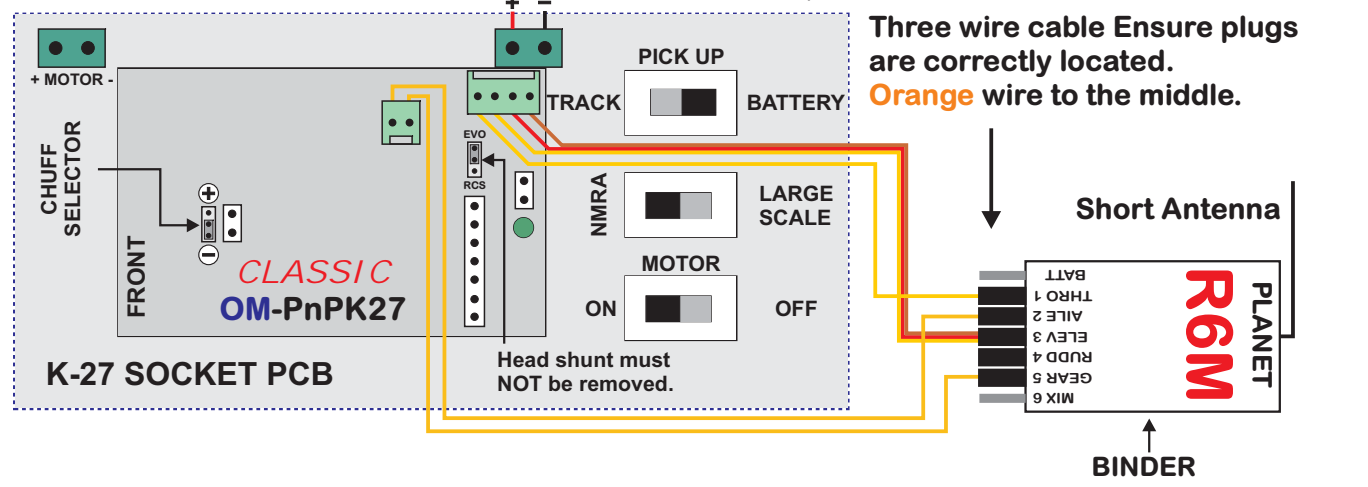 + -
Three wire cable Ensure plugs
are correctly located.
Orange wire to the middle.
+ MOTOR -
PICK UP
TRACK
BATTERY
EVO
RCS
CHUFF
SELECTOR
+
-
FRONT
NMRA
LARGE
SCALE
CLASSIC
OM-PnPK27
MOTOR
ON
OFF
K-27 SOCKET PCB
Head shunt must
NOT be removed.
Short Antenna
BATT
THRO 1
AILE 2
ELEV 3
RUDD 4
GEAR 5
MIX 6
R6M
PLANET
BINDER